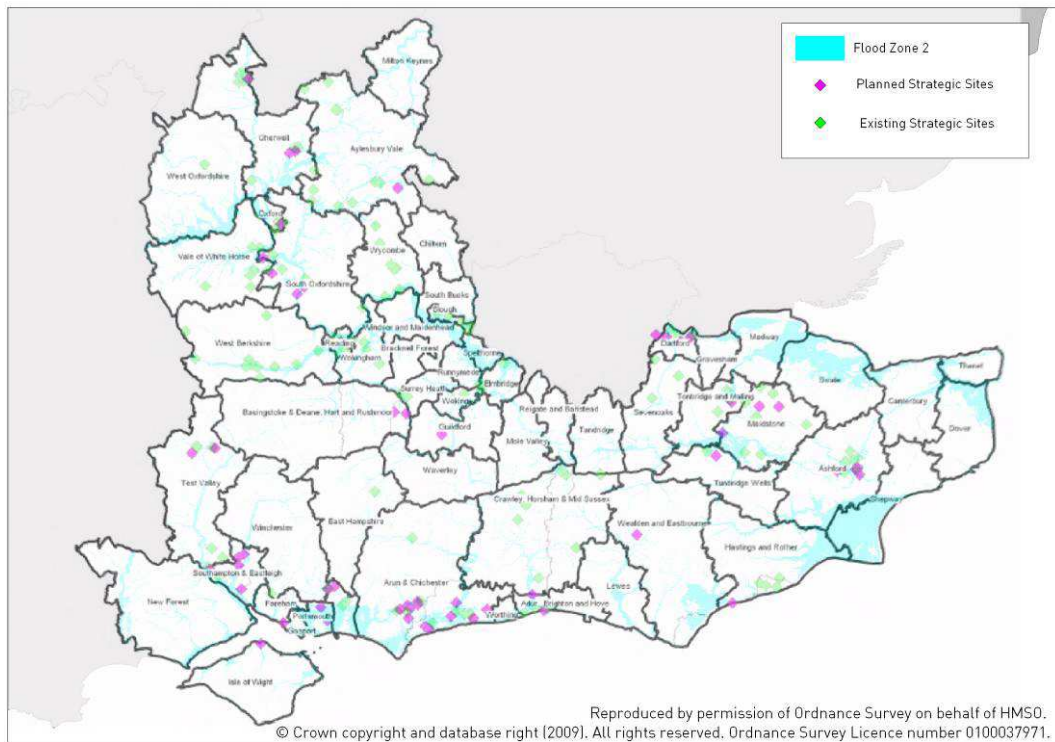 Flood Zone 2
Planned Strategic Sites
Existing Strategic Sites
Milton Keynes
Cherwell
Aylesbury Vale
West Oxfordshire
Oxford
Chiltern
Wycombe
Vale of White Horse
South Oxfordshire
South Bucks
Slough
Windsor and Maidenhead
West Berkshire
Reading
Wokingham
Bracknell Forest
Spelthorne
Runnymede
Elmbridge
Surrey Heath
Woking
Dartford
Gravesham
Medway
Swale
Thanet
Canterbury
Dover
Basingstoke & Deane, Hart and Rushmoor
Guildford
Reigate and Banstead
Mole Valley
Tandridge
Sevenoaks
Tonbridge and Malling
Maidstone
Ashford
Waverley
Test Valley
Tunbridge Wells
Shepway
Winchester
East Hampshire
Crawley, Horsham & Mid Sussex
Wealden and Eastbourne
Hastings and Rother
Southampton & Eastleigh
New Forest
Fareham
Portsmouth
Gosport
Arun & Chichester
Worthing
Adur
Brighton and Hove
Lewes
Isle of Wight
Reproduced by permission of Ordnance Survey on behalf of HMSO.
© Crown copyright and database right (2009). All rights reserved. Ordnance Survey Licence number 0100037971.